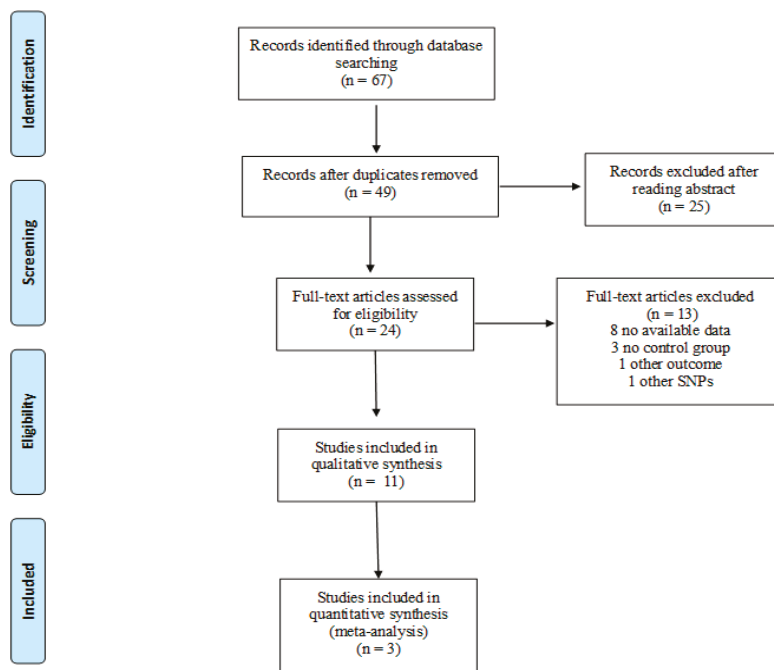 Identification
Records identified through database
searching
(n = 67)
Records after duplicates removed
(n = 49)
Records excluded after
reading abstract
(n = 25)
Screening
Full-text articles assessed
for eligibility
(n = 24)
Full-text articles excluded
(n = 13)
8 no available data
3 no control group
1 other outcome
1 other SNPs
Eligibility
Studies included in
qualitative synthesis
(n = 11)
Included
Studies included in
quantitative synthesis
(meta-analysis)
(n = 3)